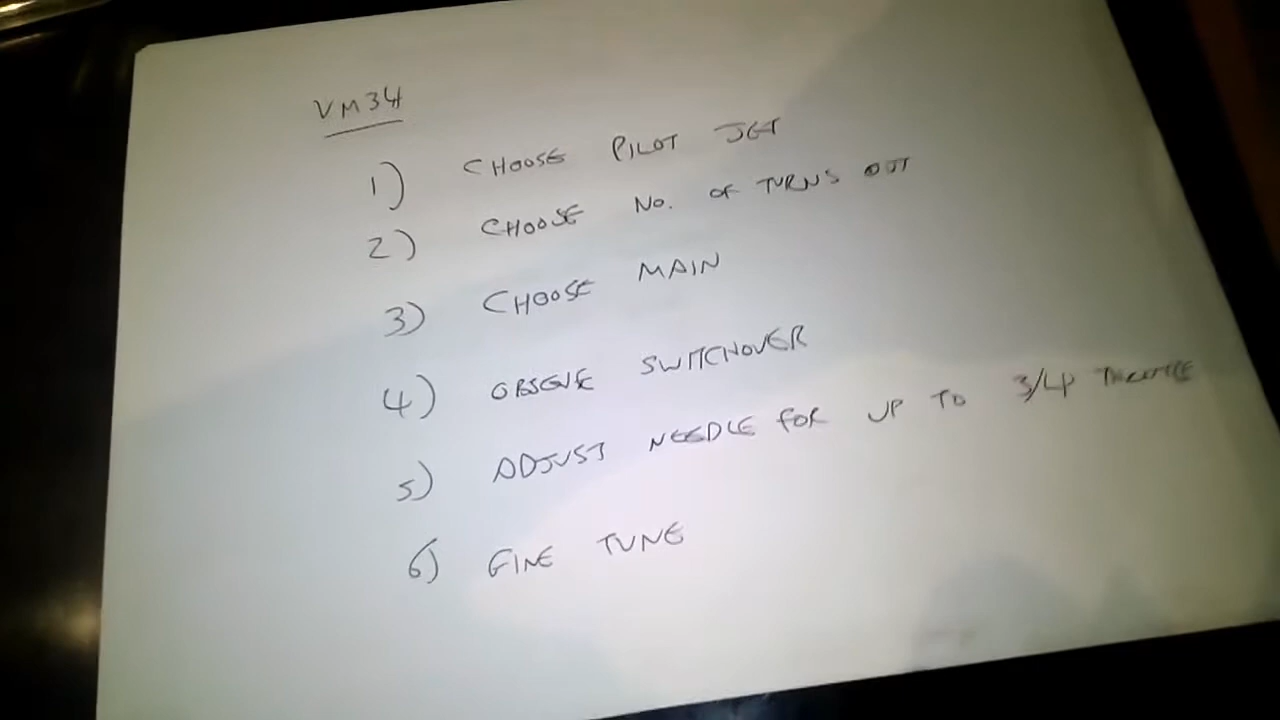 VM34
1) CHOOSE PILOT JET
2) CHOOSE No. OF TURNS OUT
3) CHOOSE MAIN
4) OBSERVE SWITCHOVER
5) ADJUST NEEDLE FOR UP TO 3/4 THROTTLE
6) FINE TUNE